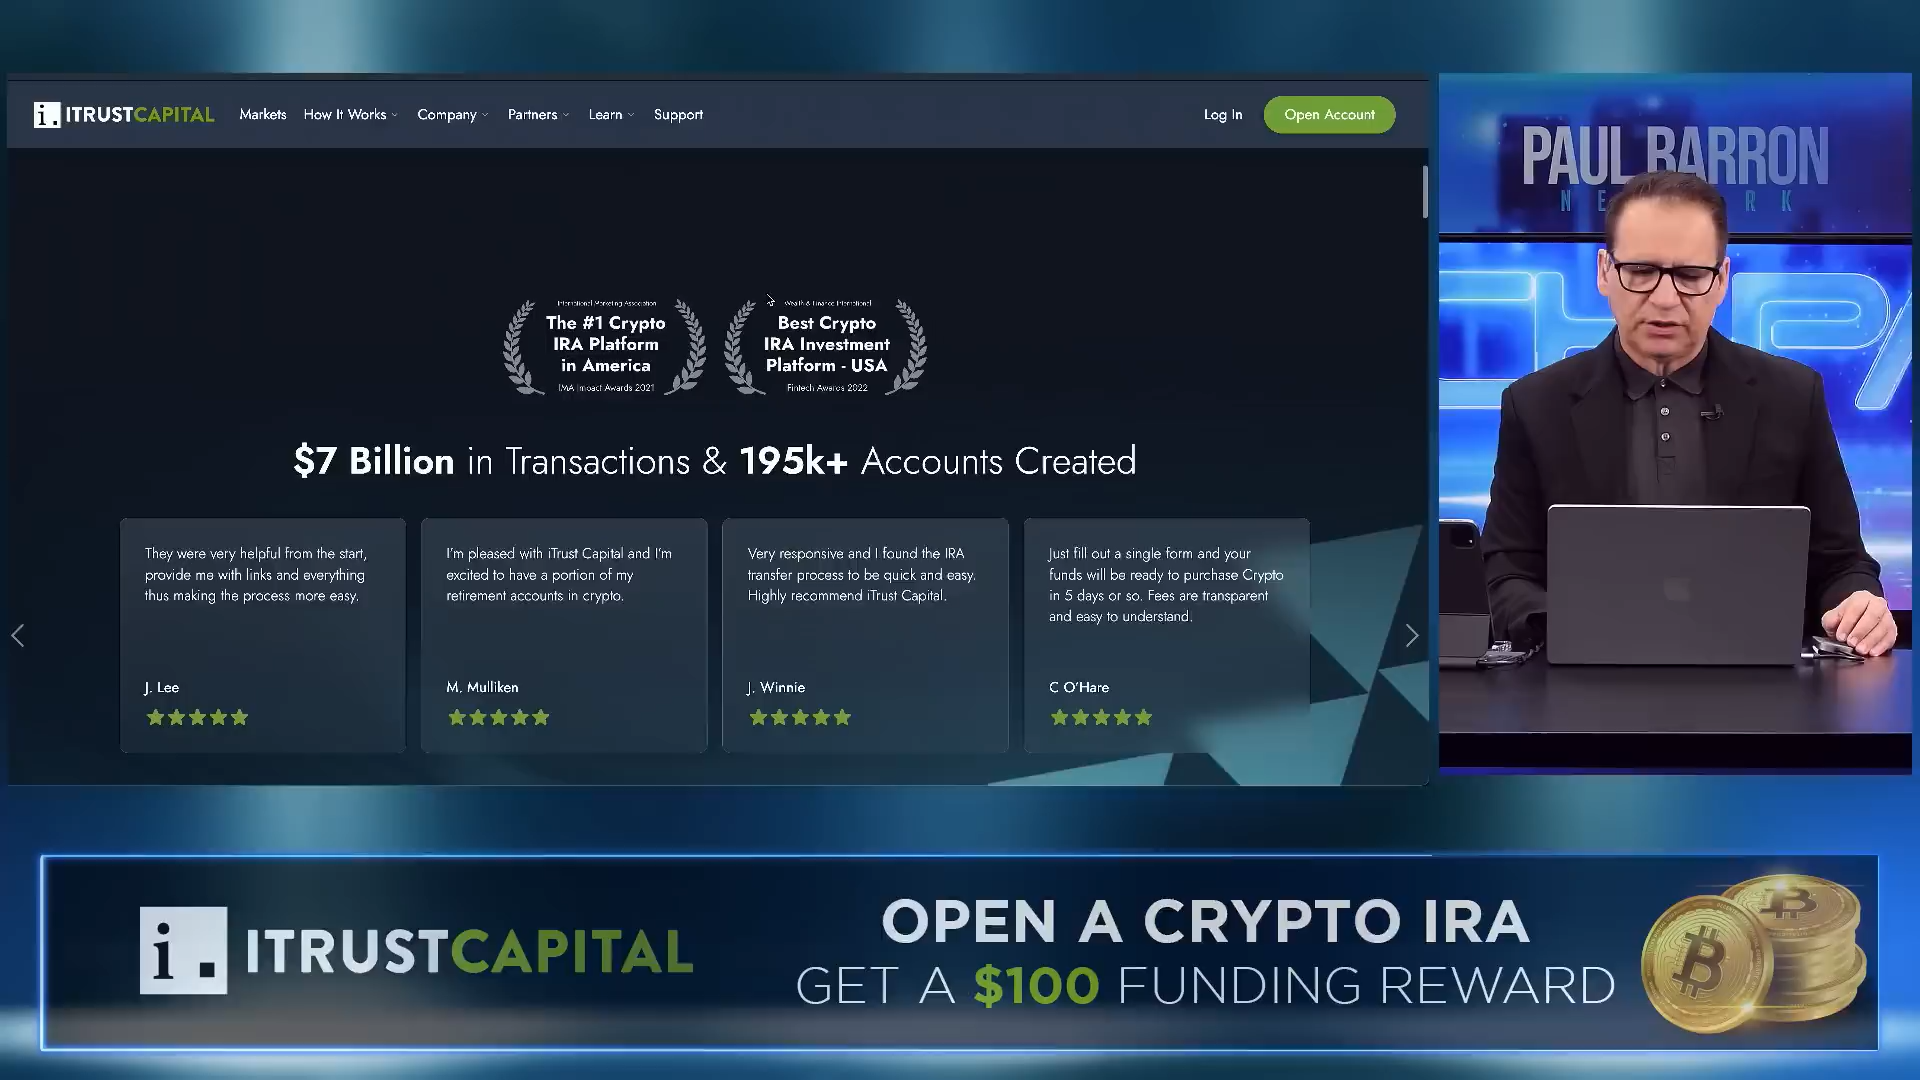 i. ITRUSTCAPITAL
Markets
How It Works
Company
Partners
Learn
Support
Log In
Open Account
PAUL BARRON
International Marketing Association
The #1 Crypto
IRA Platform
in America
IMA Impact Awards 2021
Wealth & Finance International
Best Crypto
IRA Investment
Platform - USA
Fintech Awards 2022
$7 Billion in Transactions & 195k+ Accounts Created
They were very helpful from the start,
provide me with links and everything
thus making the process more easy.
J. Lee
I'm pleased with iTrust Capital and I'm
excited to have a portion of my
retirement accounts in crypto.
M. Mulliken
Very responsive and I found the IRA
transfer process to be quick and easy.
Highly recommend iTrust Capital.
J. Winnie
Just fill out a single form and your
funds will be ready to purchase Crypto
in 5 days or so. Fees are transparent
and easy to understand.
C O'Hare
i. ITRUSTCAPITAL
OPEN A CRYPTO IRA
GET A $100 FUNDING REWARD